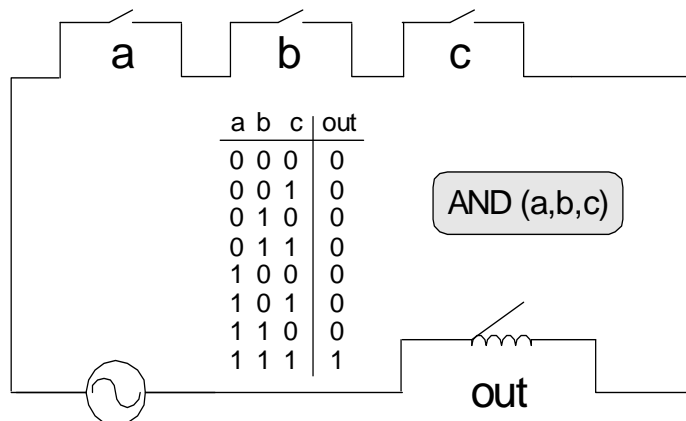 a b c
a b c out
0 0 0 0
0 0 1 0
0 1 0 0
0 1 1 0
1 0 0 0
1 0 1 0
1 1 0 0
1 1 1 1
AND (a,b,c)
out